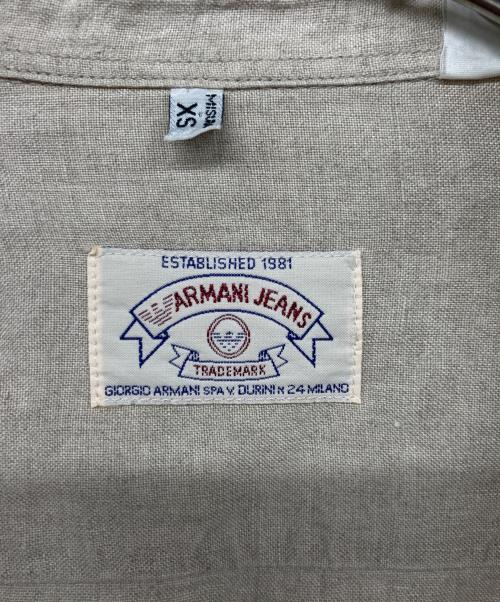 XS
ESTABLISHED 1981
ARMANI JEANS
TRADEMARK
GIORGIO ARMANI SPA V. DURINI N 24 MILANO